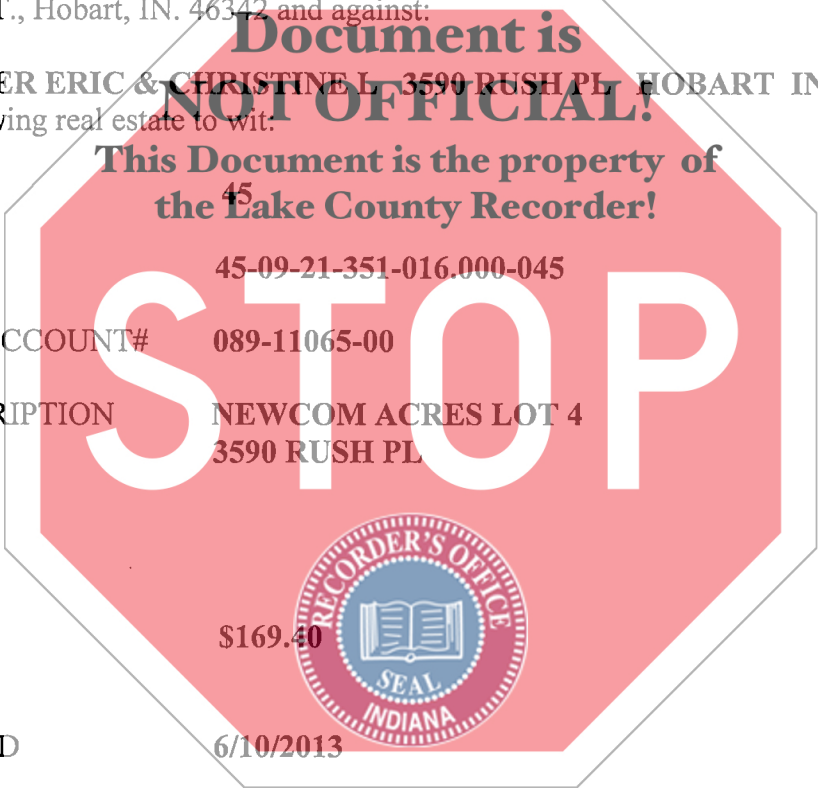 T., Hobart, IN. 46342 and against:
Document is
ER ERIC & CHRISTINE L 3590 RUSH PL HOBART IN
NOT OFFICIAL!
ving real estate to wit:
This Document is the property of
45
the Lake County Recorder!
45-09-21-351-016.000-045
STOP
CCOUNT# 089-11065-00
RIPTION NEWCOM ACRES LOT 4
3590 RUSH PL
RECORDER'S OFFICE
$169.40
SEAL
INDIANA
D 6/10/2013